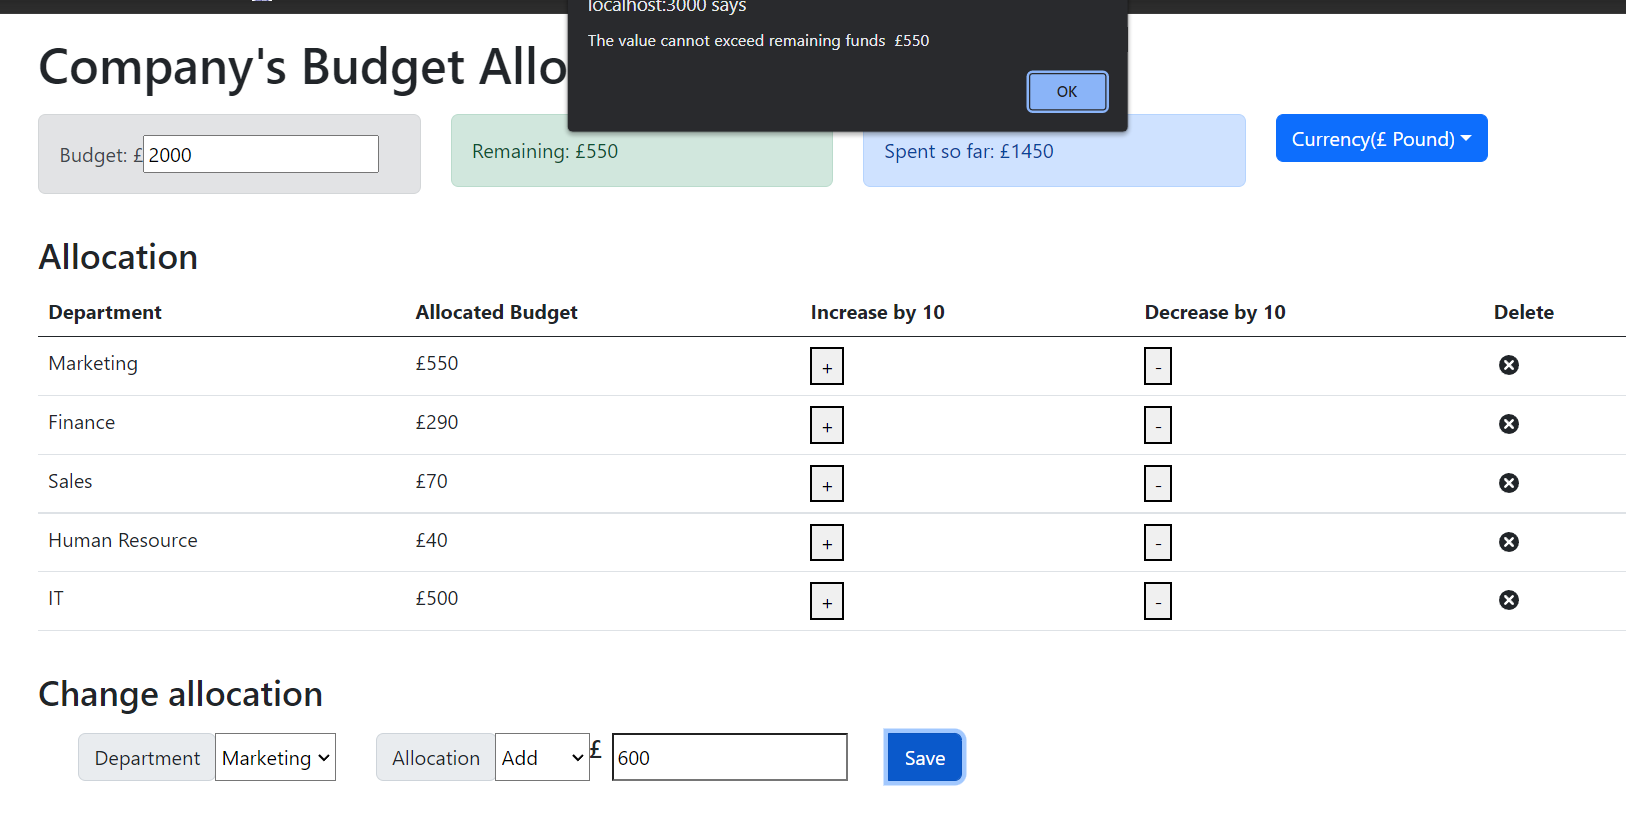 localhost:3000 says
The value cannot exceed remaining funds £550
OK
Company's Budget Allo
Budget: £ 2000
Remaining: £550
Spent so far: £1450
Currency(£ Pound)
Allocation
Department Allocated Budget Increase by 10 Decrease by 10 Delete
Marketing £550 + -
Finance £290 + -
Sales £70 + -
Human Resource £40 + -
IT £500 + -
Change allocation
Department Marketing Allocation Add £ 600 Save